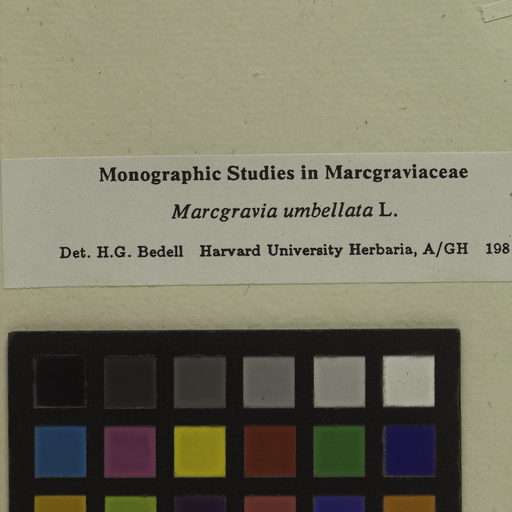 Monographic Studies in Marcgraviaceae
Marcgravia umbellata L.
Det. H.G. Bedell Harvard University Herbaria, A/GH 198